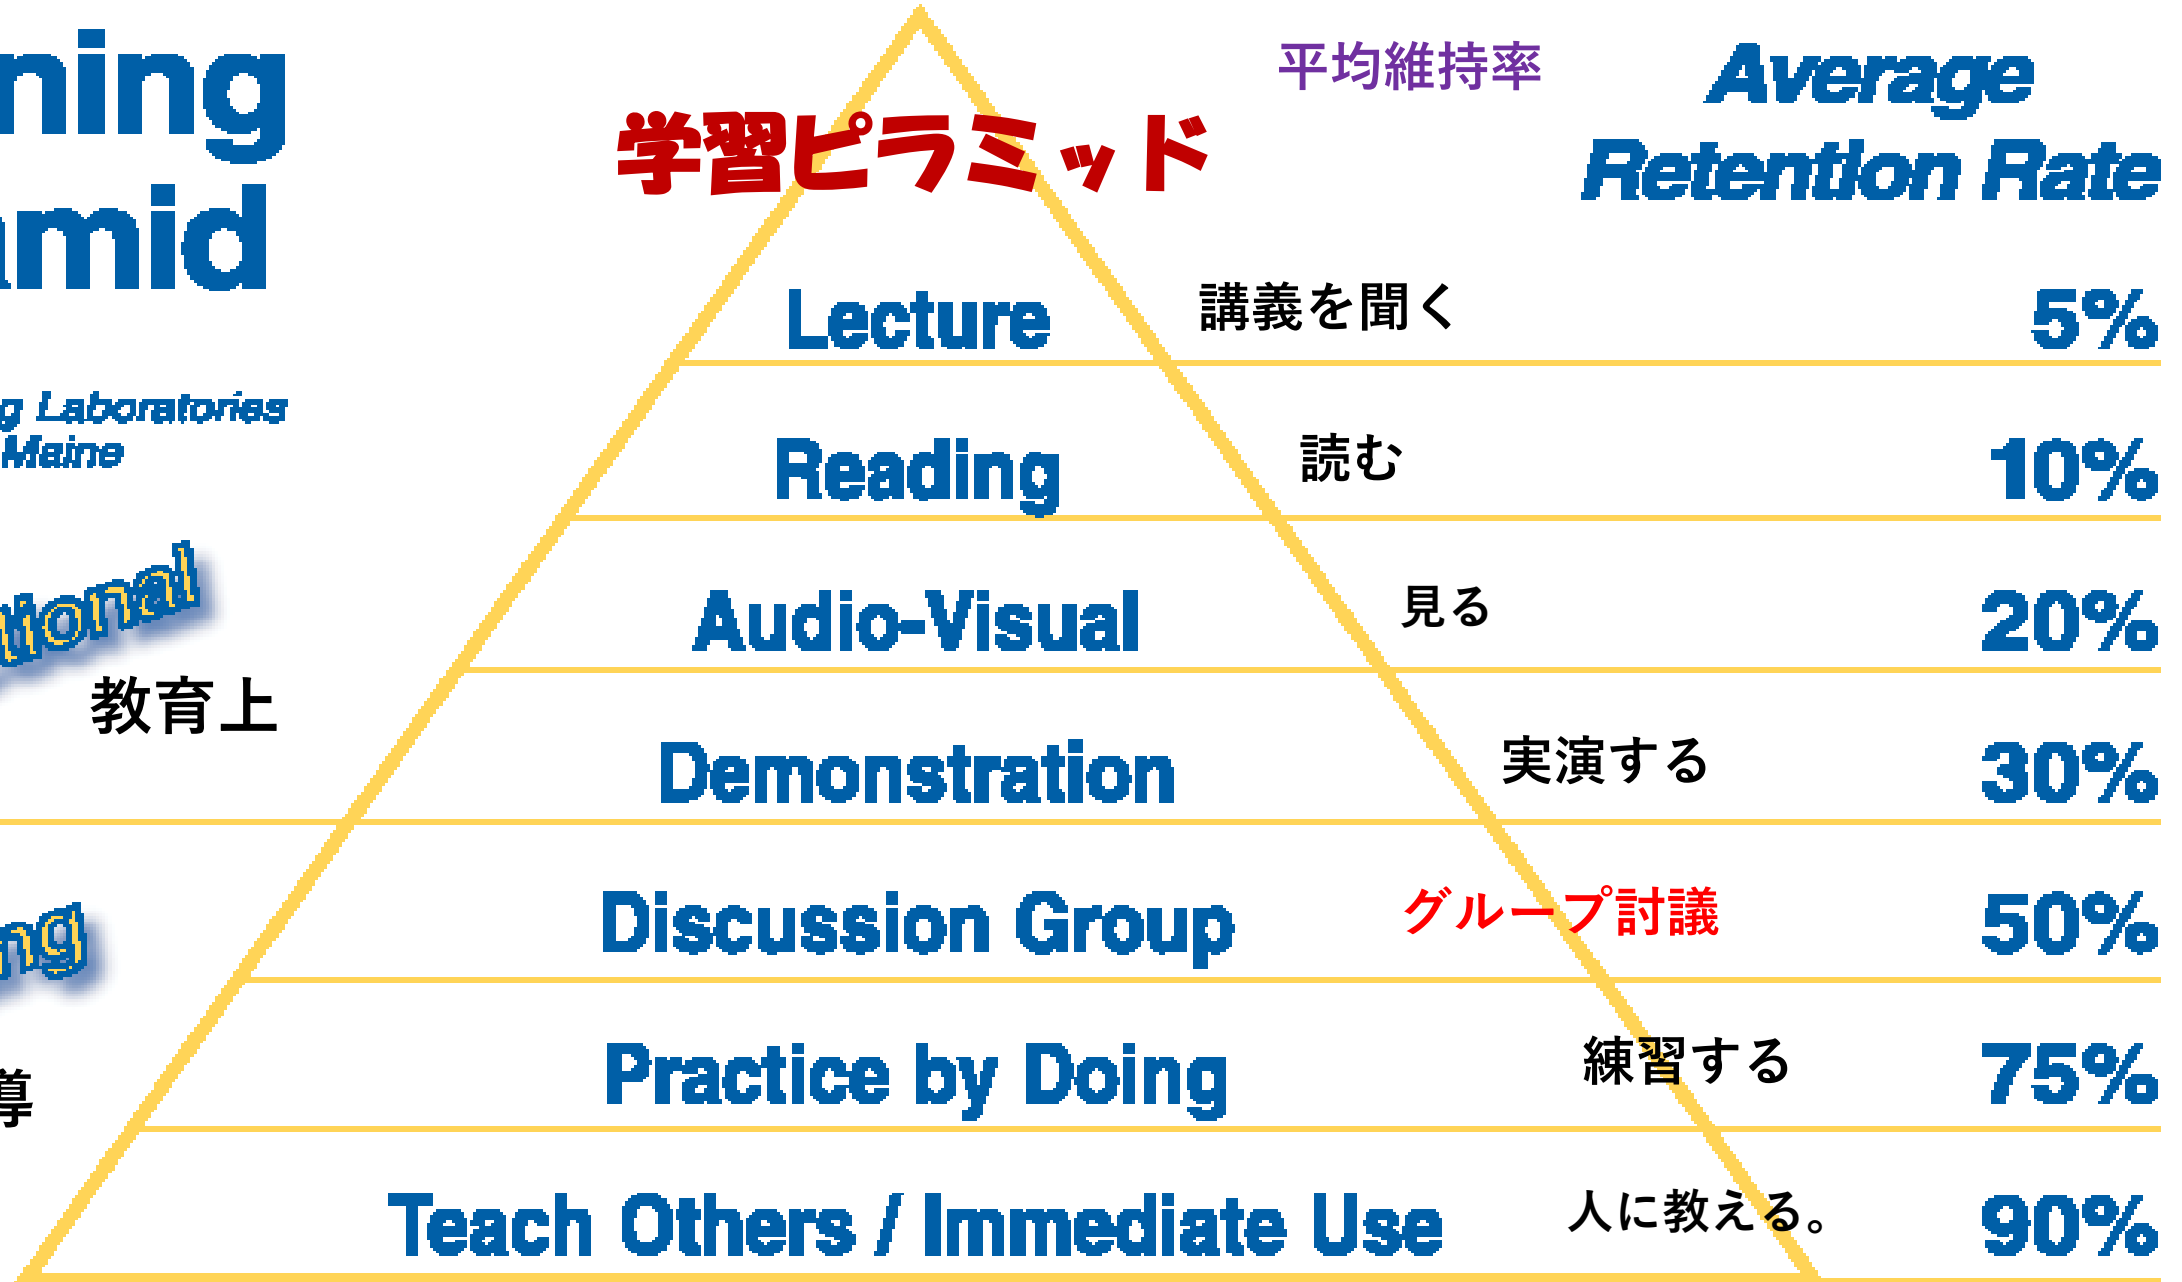 ning
amid
学習ピラミッド
平均維持率
Average
Retention Rate
Lecture
講義を聞く
5%
g Laboratories
Maine
Reading
読む
10%
tional
教育上
Audio-Visual
見る
20%
Demonstration
実演する
30%
ng
Discussion Group
グループ討議
50%
導
Practice by Doing
練習する
75%
Teach Others / Immediate Use
人に教える。
90%